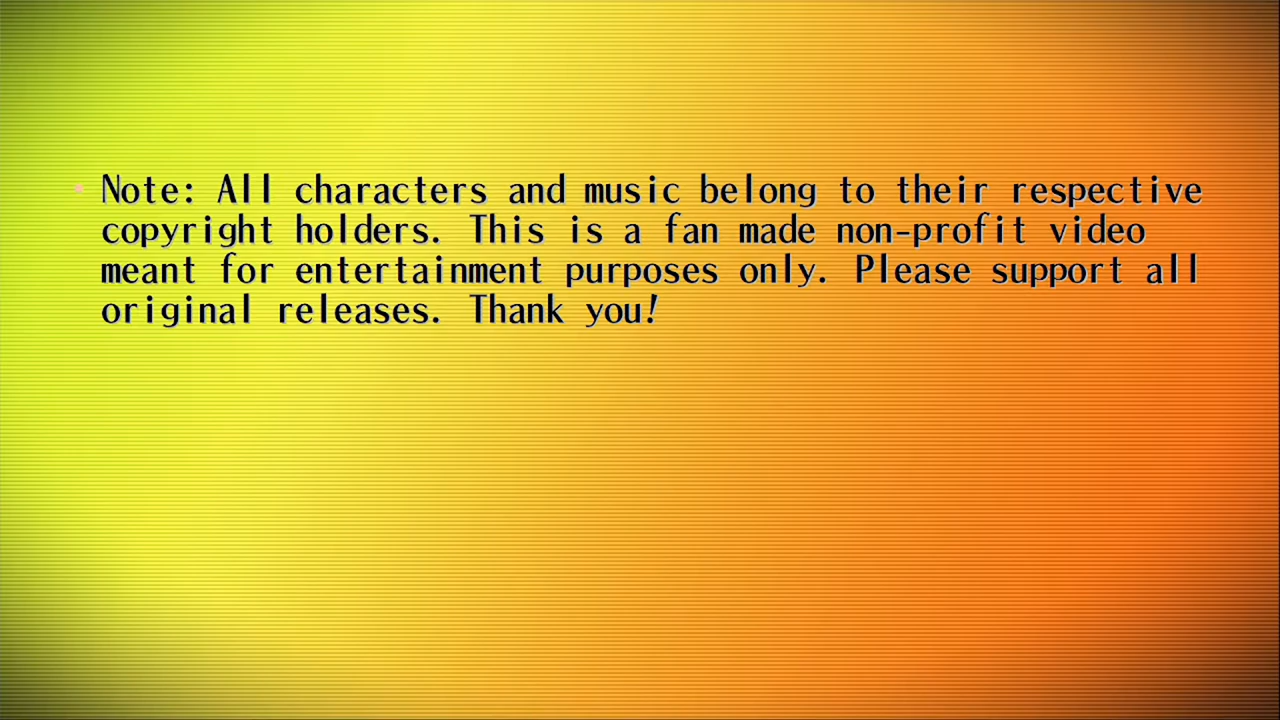 Note: All characters and music belong to their respective
copyright holders. This is a fan made non-profit video
meant for entertainment purposes only. Please support all
original releases. Thank you!